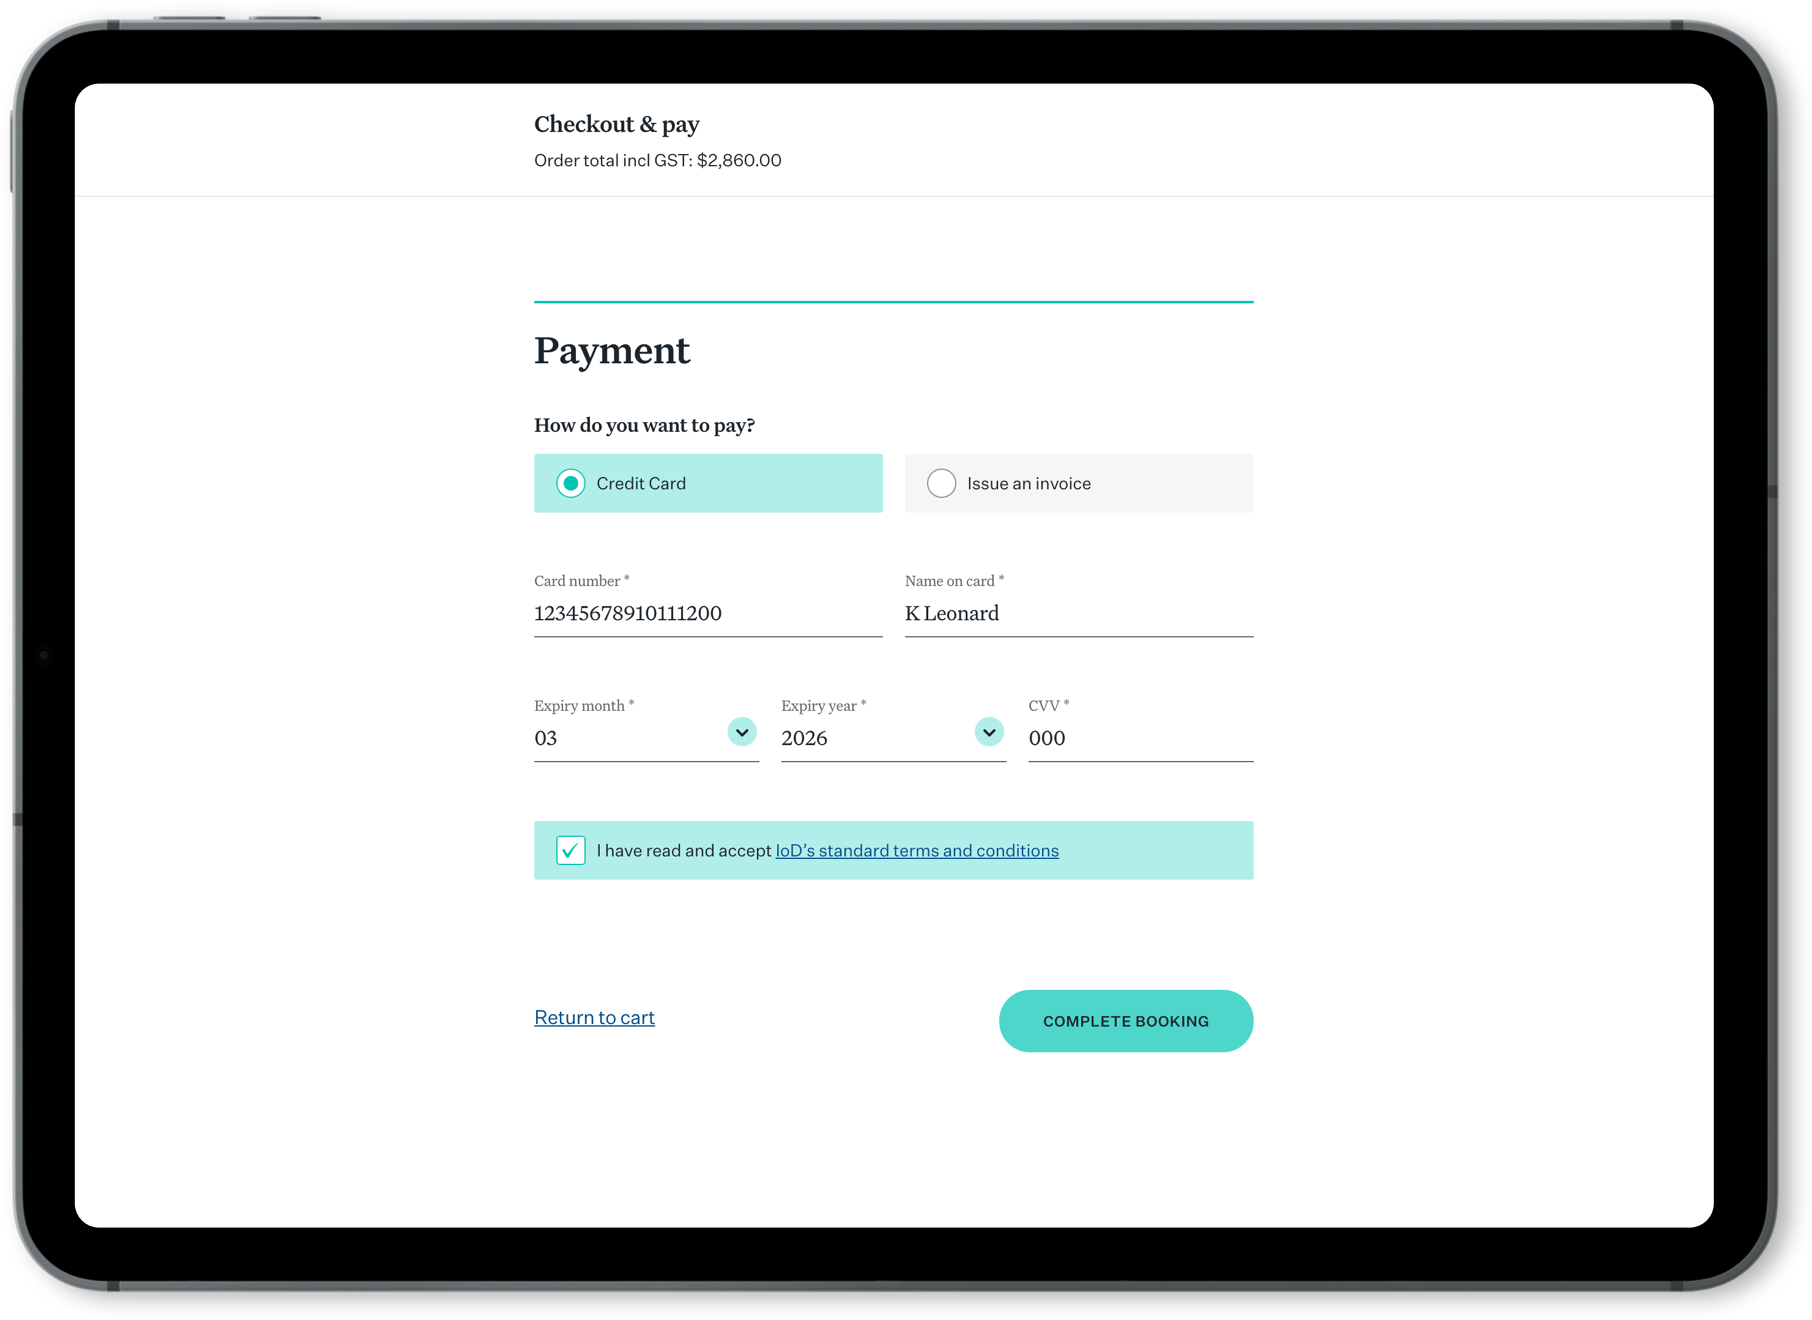 Checkout & pay
Order total incl GST: $2,860.00
Payment
How do you want to pay?
Credit Card
Issue an invoice
Card number *
Name on card *
12345678910111200
K Leonard
Expiry month *
Expiry year *
CVV *
03
2026
000
I have read and accept IoD’s standard terms and conditions
Return to cart
COMPLETE BOOKING